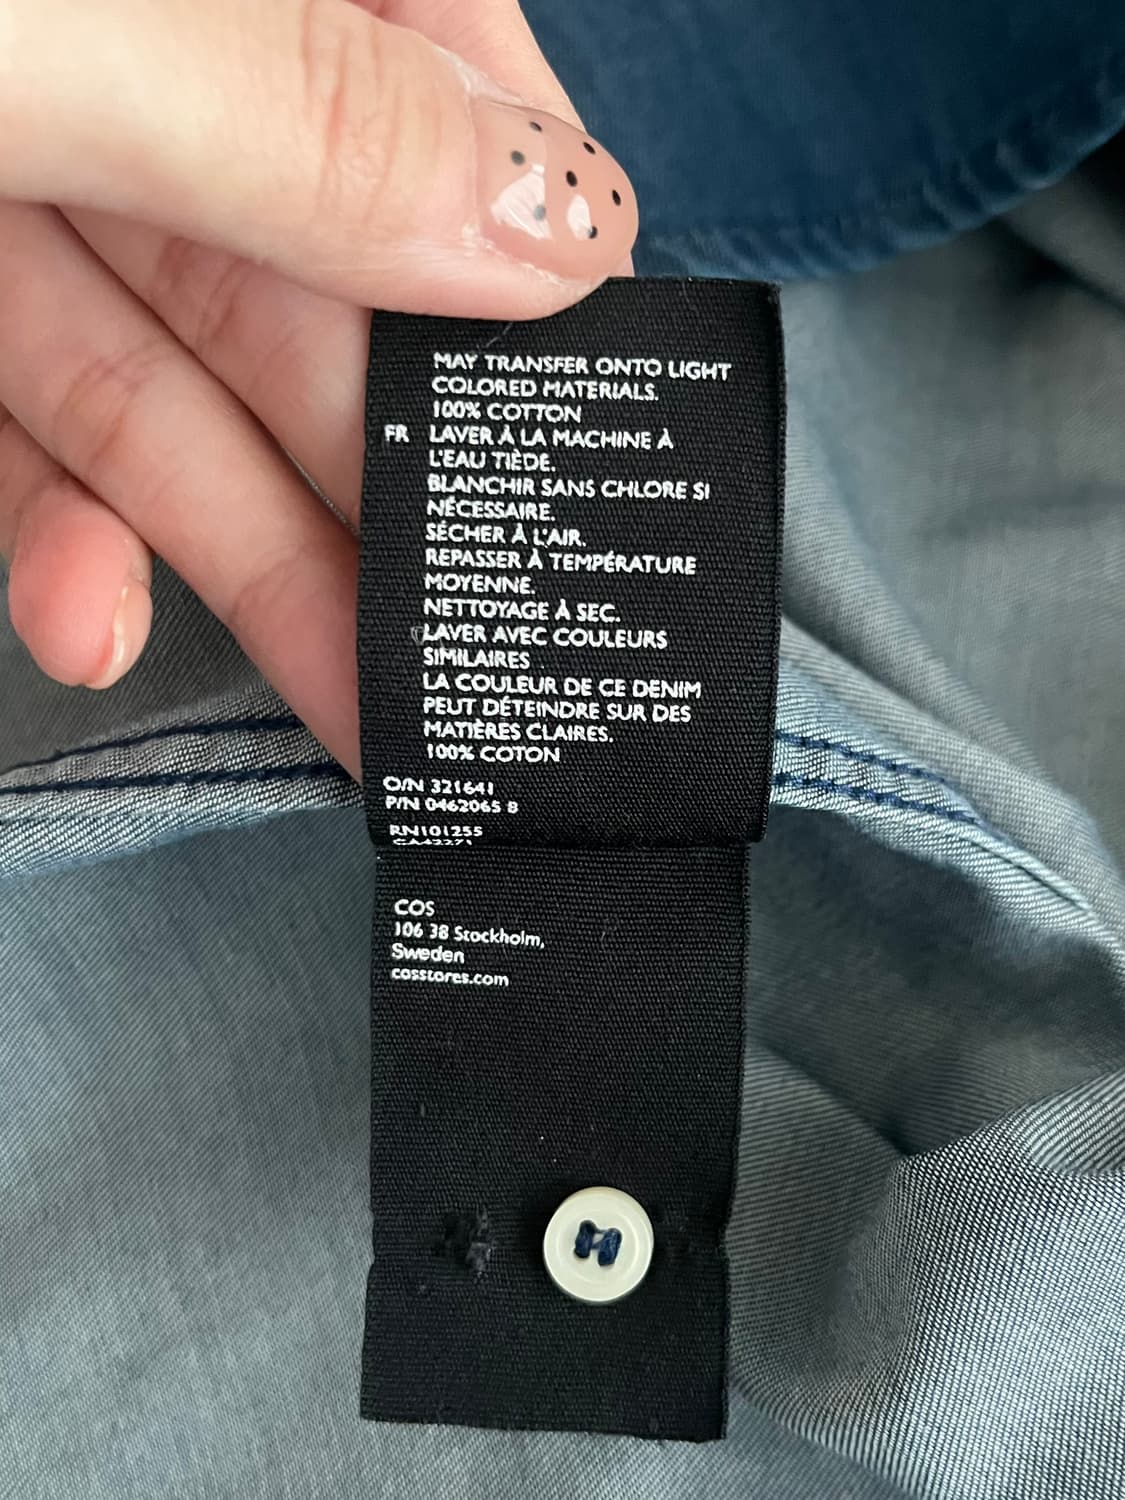 MAY TRANSFER ONTO LIGHT
COLORED MATERIALS.
100% COTTON
FR LAVER À LA MACHINE À
L'EAU TIÈDE.
BLANCHIR SANS CHLORE SI
NÉCESSAIRE.
SÉCHER À L'AIR.
REPASSER À TEMPÉRATURE
MOYENNE.
NETTOYAGE À SEC.
LAVER AVEC COULEURS
SIMILAIRES .
LA COULEUR DE CE DENIM
PEUT DÉTEINDRE SUR DES
MATIÈRES CLAIRES.
100% COTON
O/N 321641
P/N 0462065 8
RN101255
CA42271
COS
106 38 Stockholm,
Sweden
cosstores.com